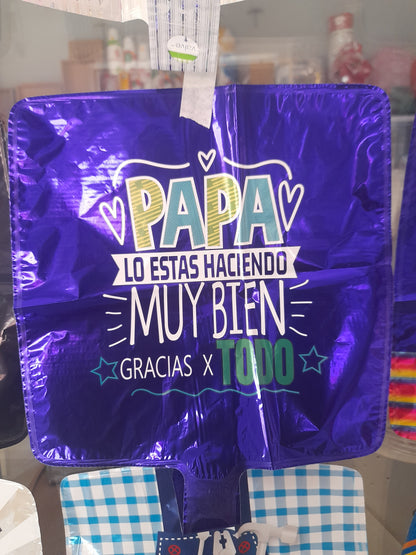 PAPA
LO ESTAS HACIENDO
MUY BIEN
GRACIAS X TODO